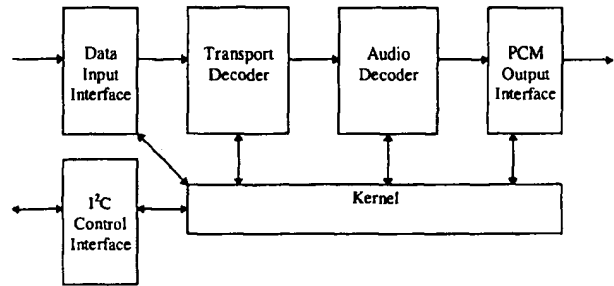 Data
Input
Interface
Transport
Decoder
Audio
Decoder
PCM
Output
Interface
I²C
Control
Interface
Kernel